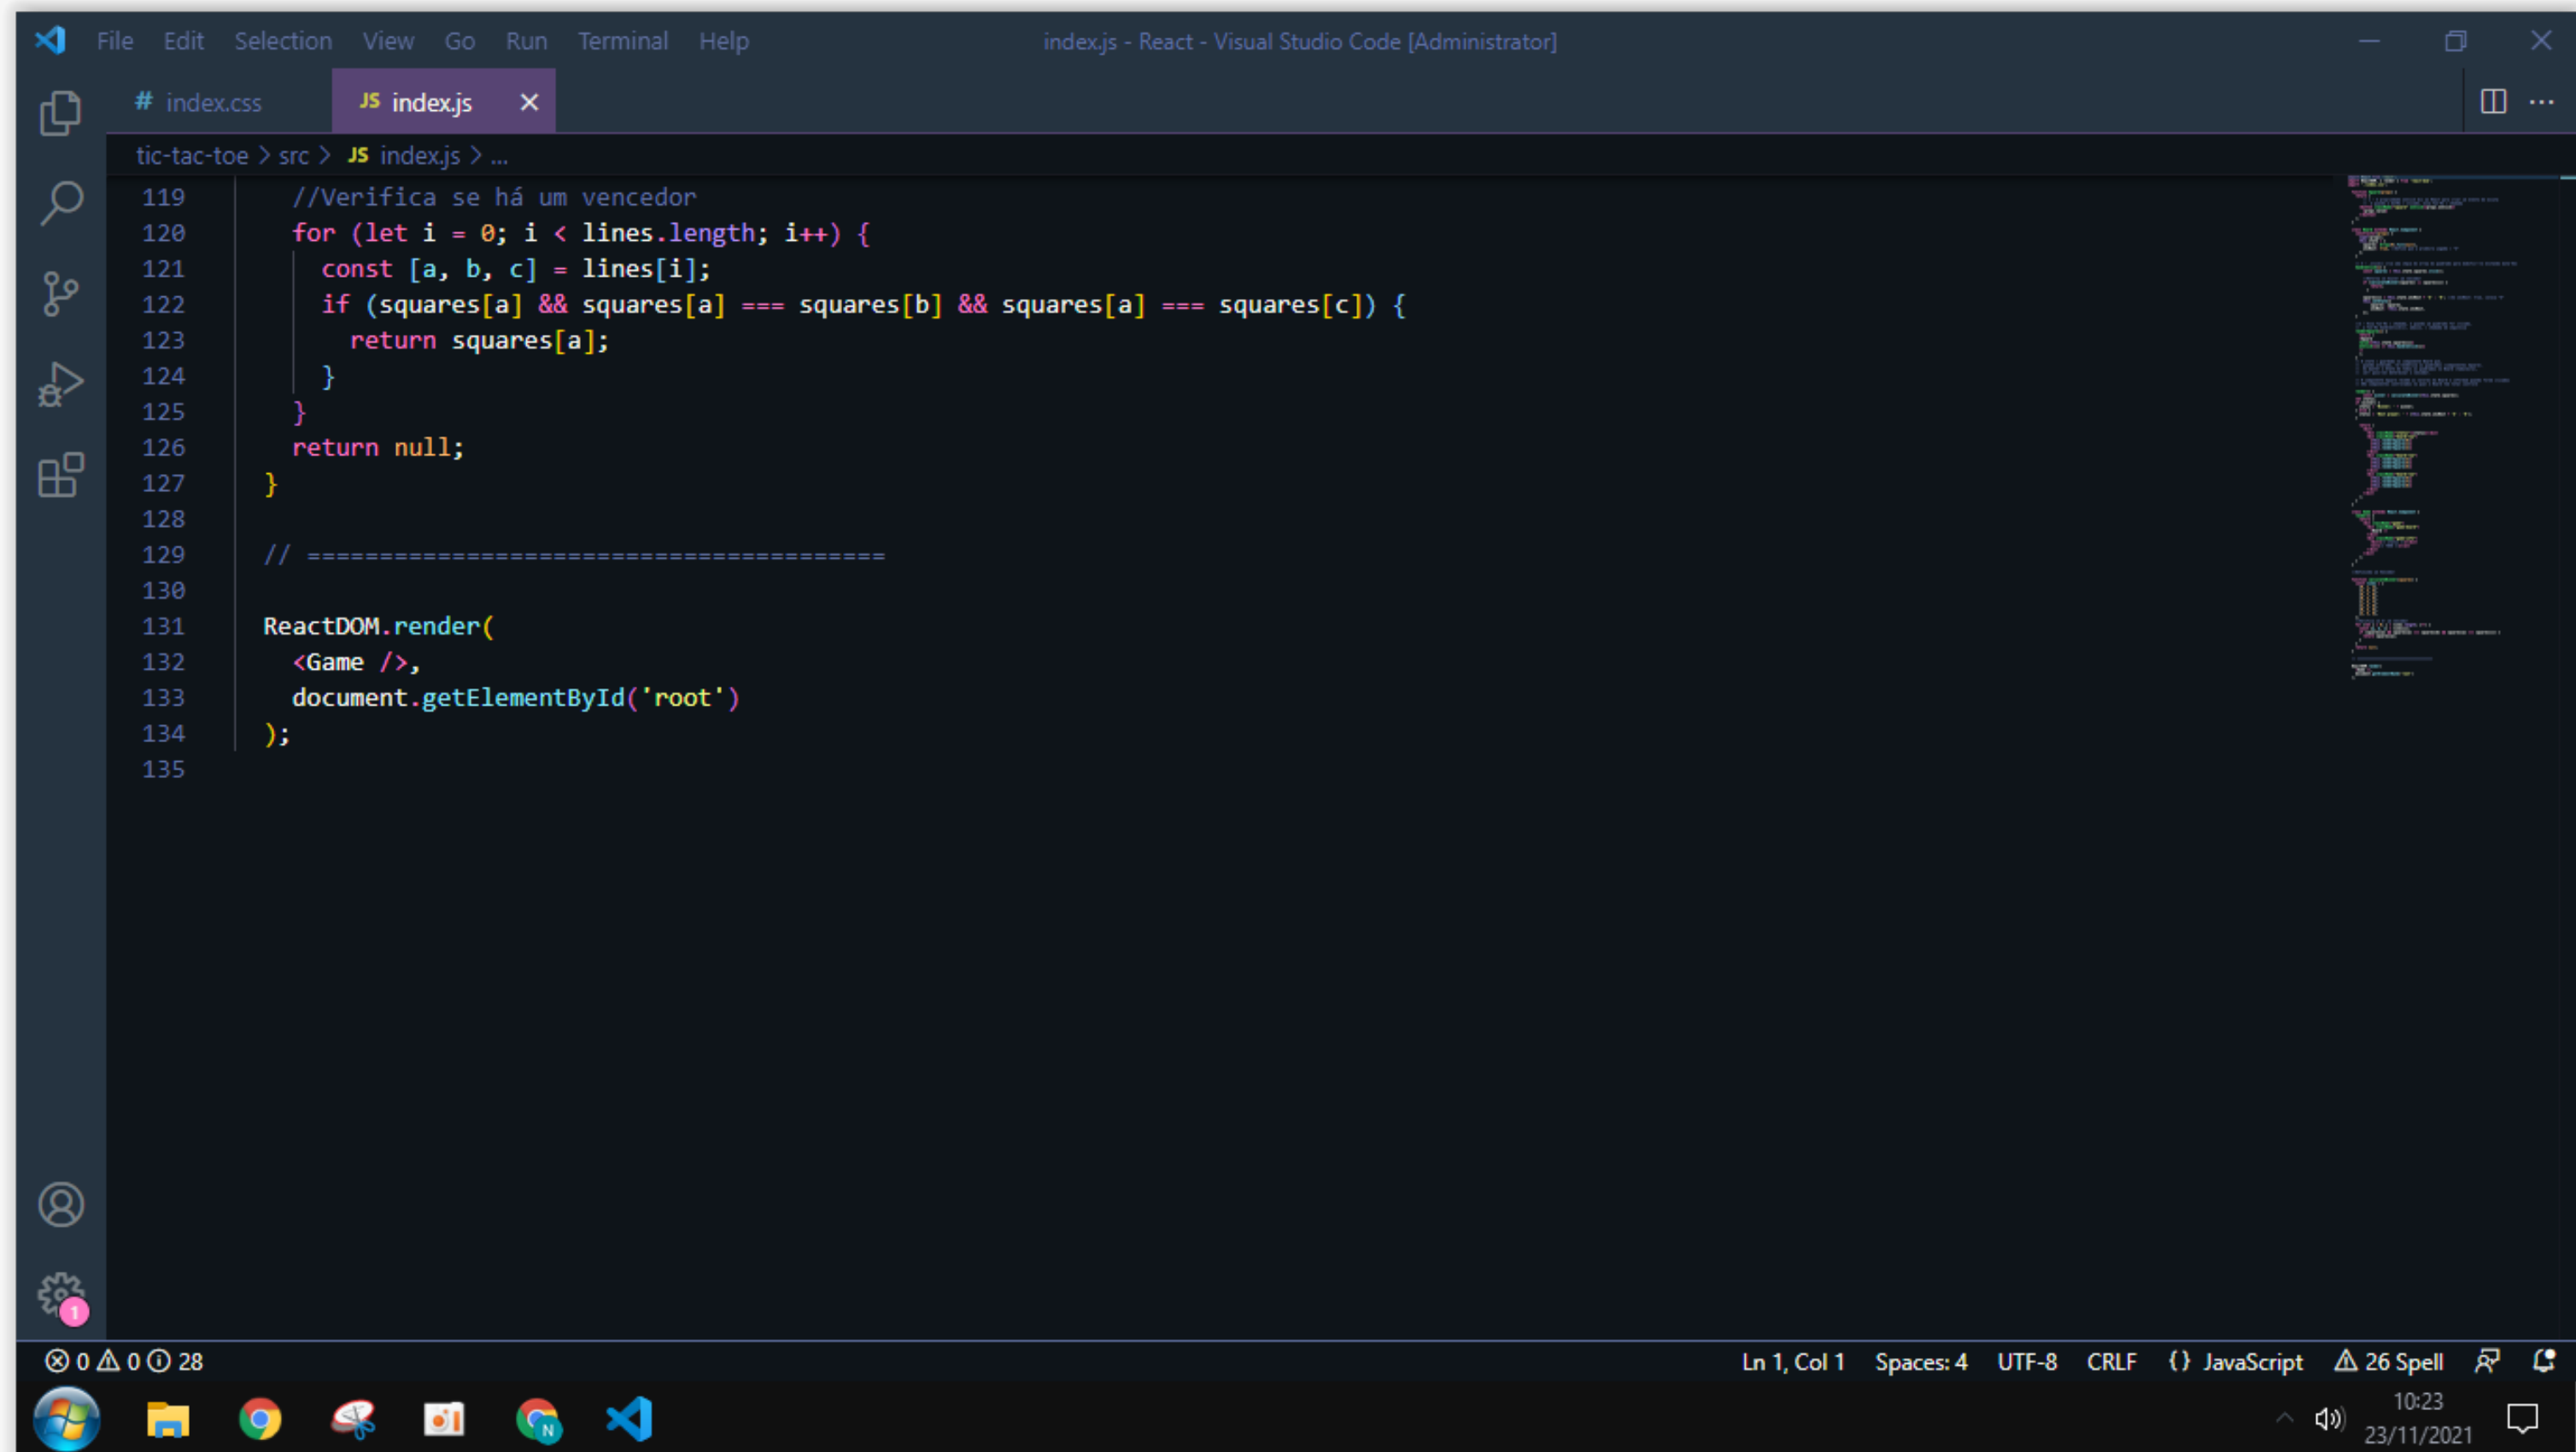 File Edit Selection View Go Run Terminal Help index.js - React - Visual Studio Code [Administrator]
# index.css JS index.js
tic-tac-toe > src > JS index.js > ...
119 //Verifica se há um vencedor
120 for (let i = 0; i < lines.length; i++) {
121 const [a, b, c] = lines[i];
122 if (squares[a] && squares[a] === squares[b] && squares[a] === squares[c]) {
123 return squares[a];
124 }
125 }
126 return null;
127 }
128
129 // ========================================
130
131 ReactDOM.render(
132 <Game />,
133 document.getElementById('root')
134 );
135
1
0 0 28 Ln 1, Col 1 Spaces: 4 UTF-8 CRLF {} JavaScript 26 Spell
N
10:23
23/11/2021